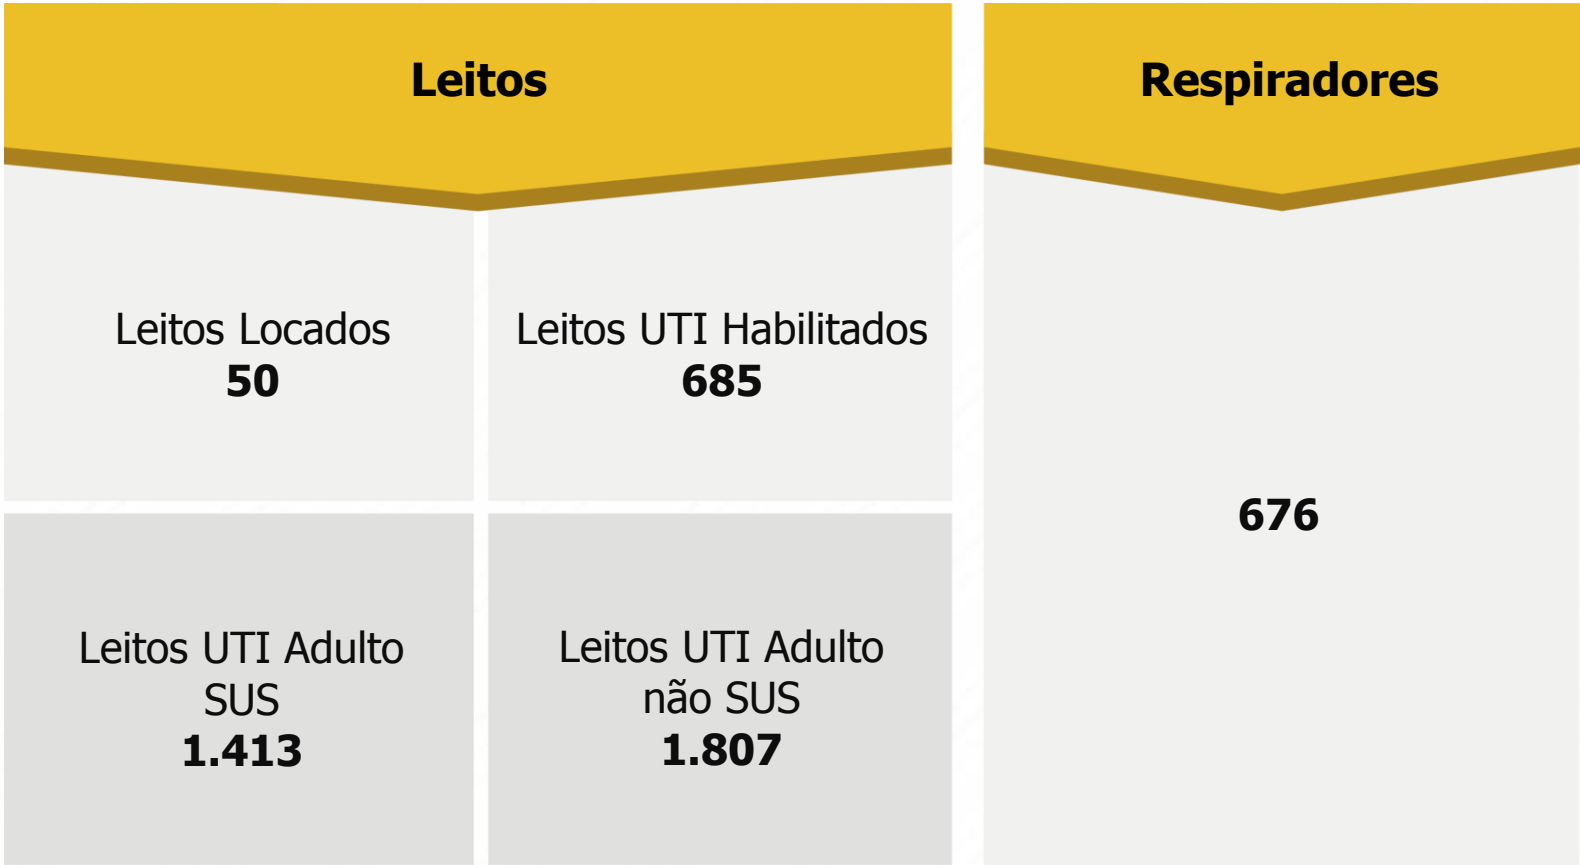 Leitos
Leitos Locados
50
Leitos UTI Habilitados
685
Leitos UTI Adulto
SUS
1.413
Leitos UTI Adulto
não SUS
1.807
Respiradores
676